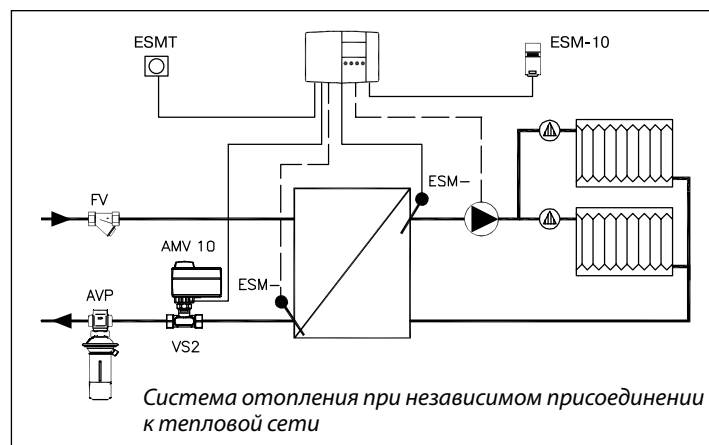 ESMT
ESM-10
ESM-
FV
AMV 10
ESM-
AVP
VS2
Система отопления при независимом присоединении
к тепловой сети